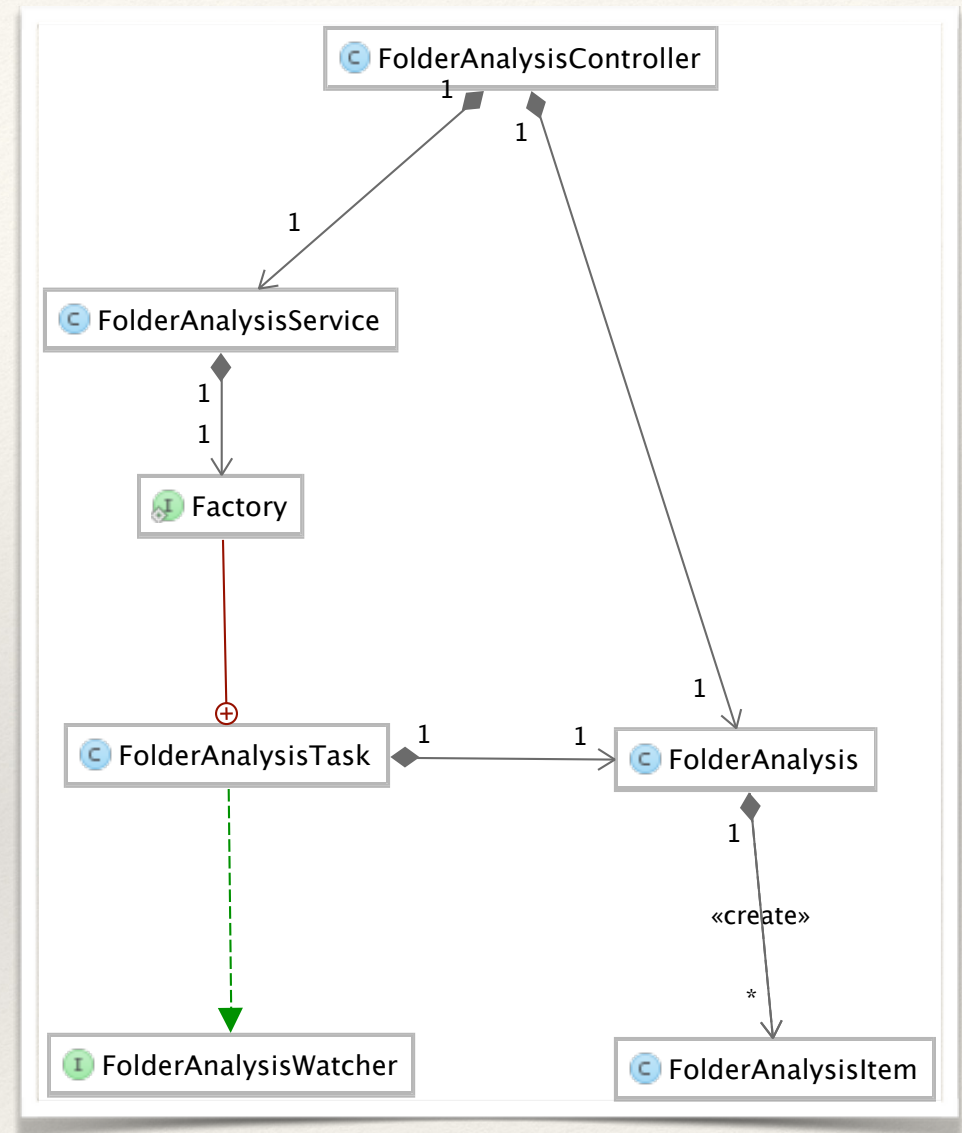 C FolderAnalysisController
1
1
1
C FolderAnalysisService
1
1
I Factory
1
C FolderAnalysisTask
1
1
C FolderAnalysis
1
«create»
*
I FolderAnalysisWatcher
C FolderAnalysisItem